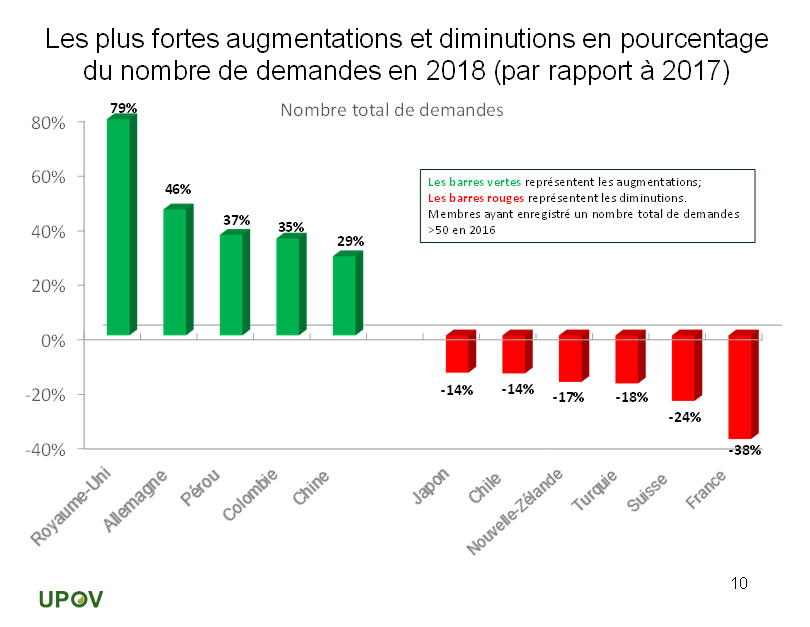 Les plus fortes augmentations et diminutions en pourcentage
du nombre de demandes en 2018 (par rapport à 2017)
Nombre total de demandes
80%
60%
40%
20%
0%
-20%
-40%
79%
46%
37%
35%
29%
-14%
-14%
-17%
-18%
-24%
-38%
Les barres vertes représentent les augmentations;
Les barres rouges représentent les diminutions.
Membres ayant enregistré un nombre total de demandes
>50 en 2016
Royaume-Uni
Allemagne
Pérou
Colombie
Chine
Japon
Chile
Nouvelle-Zélande
Turquie
Suisse
France
UPOV
10